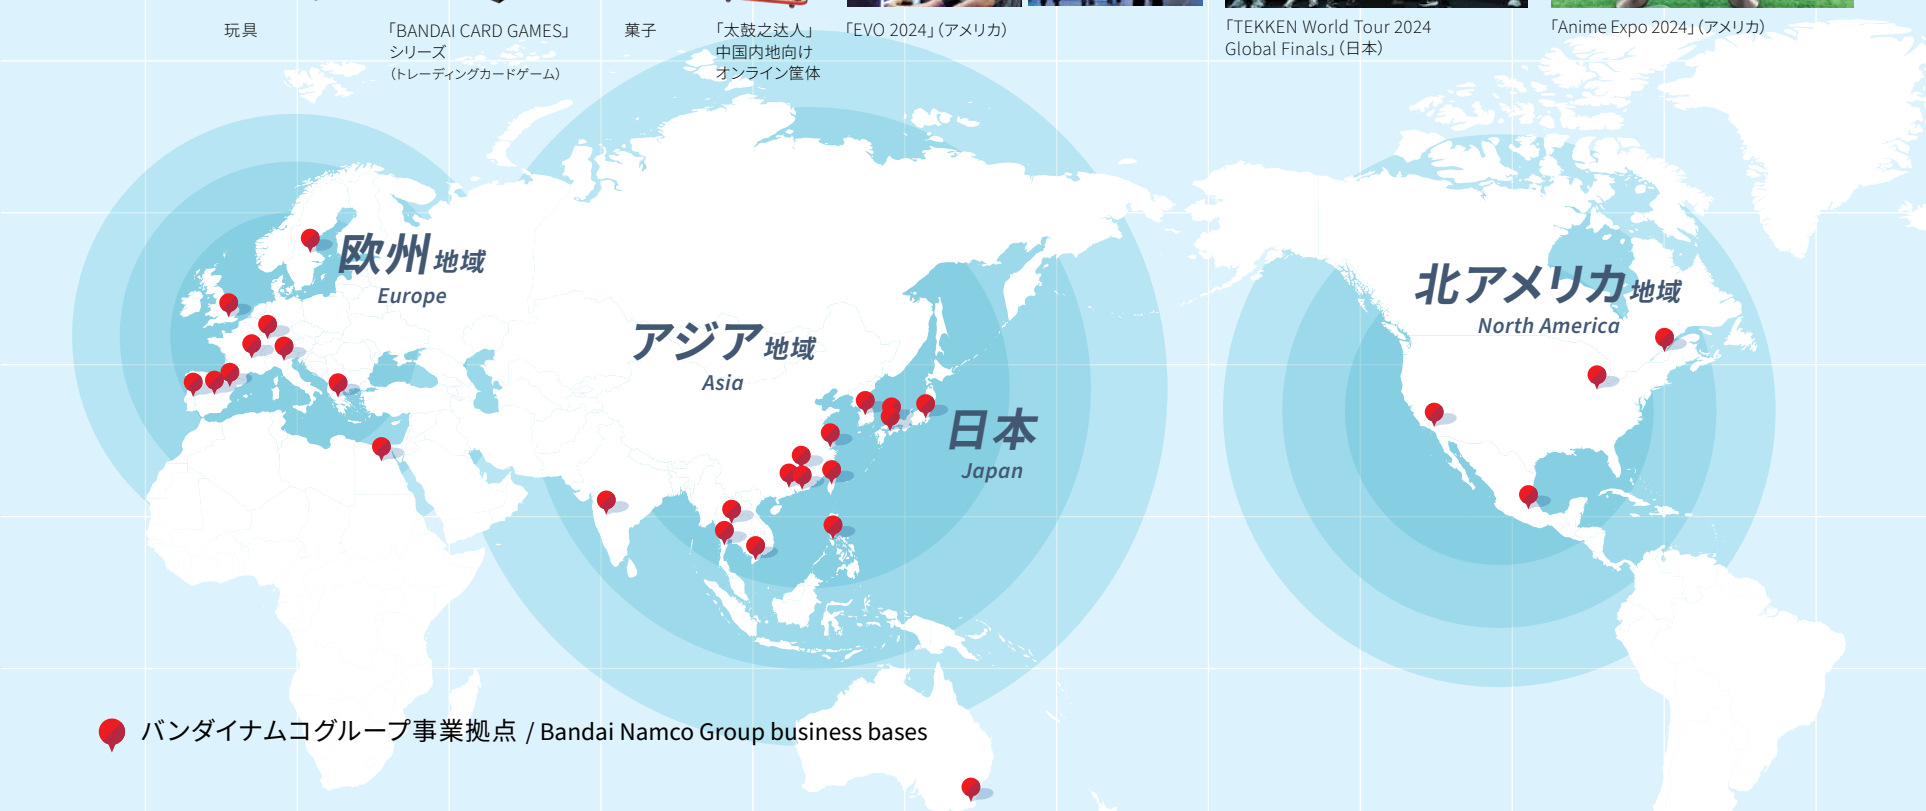 玩具
「BANDAI CARD GAMES」
シリーズ
（トレーディングカードゲーム）
菓子
「太鼓之达人」
中国内地向け
オンライン筐体
「EVO 2024」（アメリカ）
「TEKKEN World Tour 2024
Global Finals」（日本）
「Anime Expo 2024」（アメリカ）
欧州地域
Europe
アジア地域
Asia
日本
Japan
北アメリカ地域
North America
バンダイナムコグループ事業拠点 / Bandai Namco Group business bases